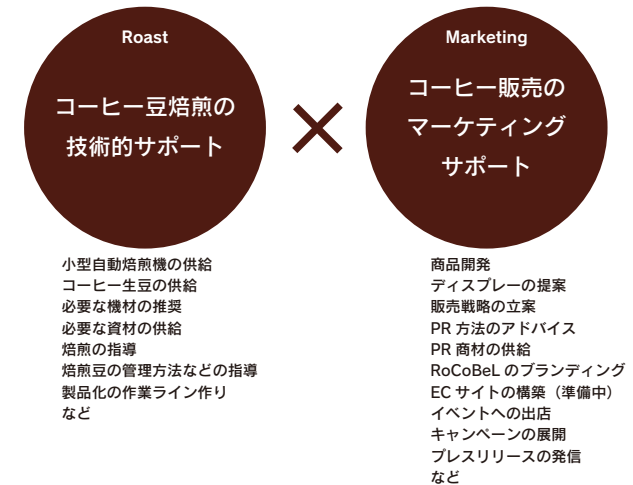 Roast
コーヒー豆焙煎の
技術的サポート
×
Marketing
コーヒー販売の
マーケティング
サポート
小型自動焙煎機の供給
コーヒー生豆の供給
必要な機材の推奨
必要な資材の供給
焙煎の指導
焙煎豆の管理方法などの指導
製品化の作業ライン作り
など
商品開発
ディスプレーの提案
販売戦略の立案
PR 方法のアドバイス
PR 商材の供給
RoCoBeL のブランディング
EC サイトの構築（準備中）
イベントへの出店
キャンペーンの展開
プレスリリースの発信
など